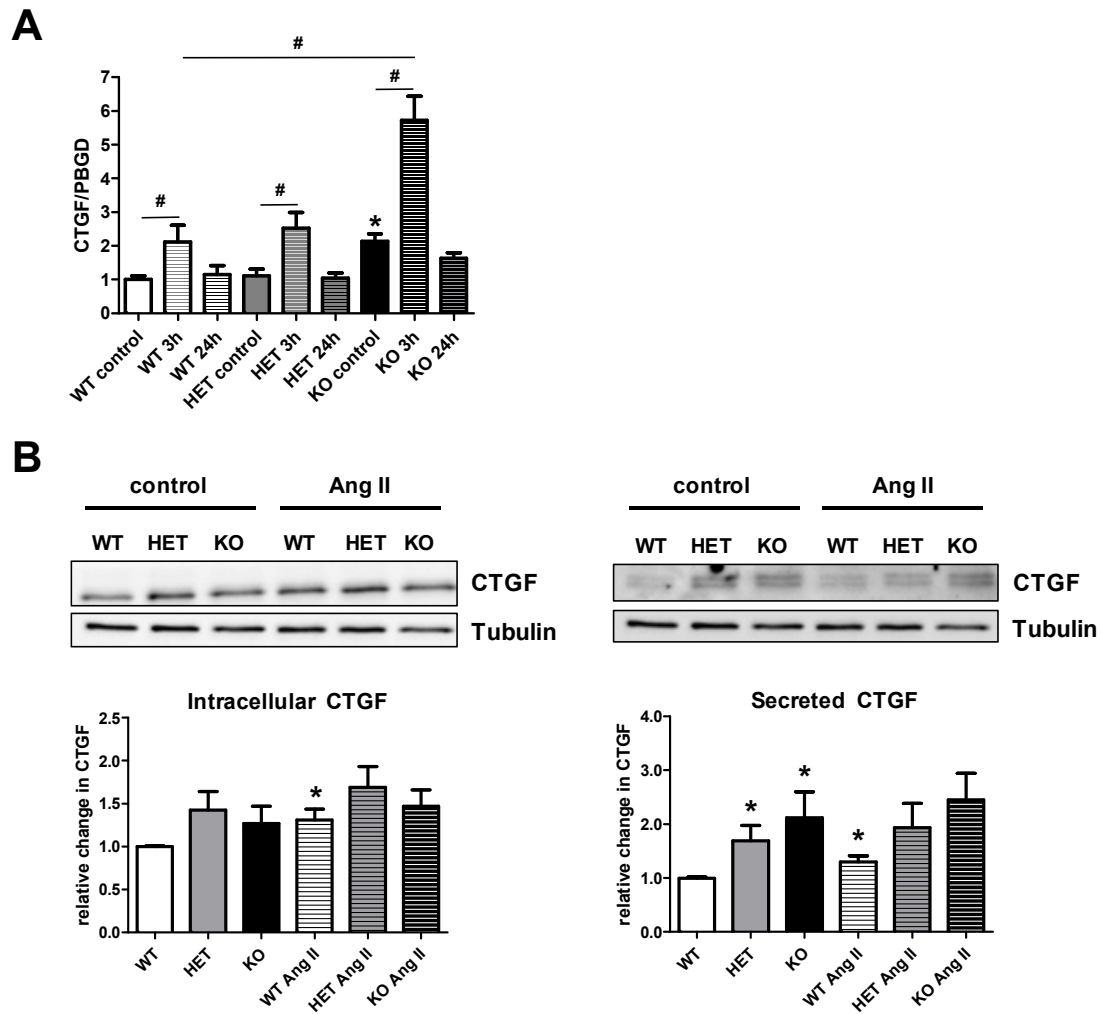 A
#
#
#
#
*
CTGF/PBGD
7
6
5
4
3
2
1
0
WT control
WT 3h
WT 24h
HET control
HET 3h
HET 24h
KO control
KO 3h
KO 24h
B
control Ang II
WT HET KO WT HET KO
CTGF
Tubulin
Intracellular CTGF
relative change in CTGF
2.5
2.0
1.5
1.0
0.5
0.0
*
WT
HET
KO
WT Ang II
HET Ang II
KO Ang II
control Ang II
WT HET KO WT HET KO
CTGF
Tubulin
Secreted CTGF
relative change in CTGF
4.0
3.0
2.0
1.0
0.0
*
*
*
WT
HET
KO
WT Ang II
HET Ang II
KO Ang II